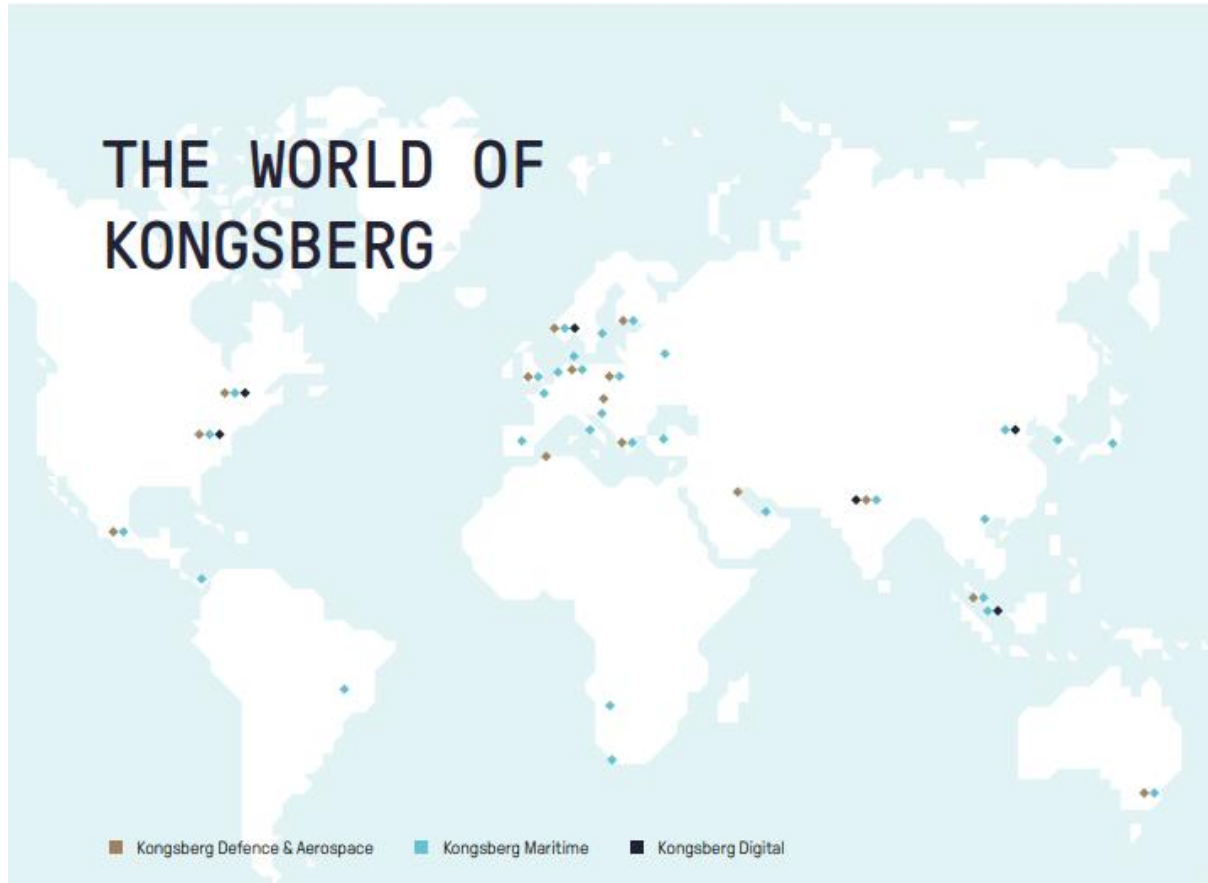 THE WORLD OF
KONGSBERG
Kongsberg Defence & Aerospace
Kongsberg Maritime
Kongsberg Digital